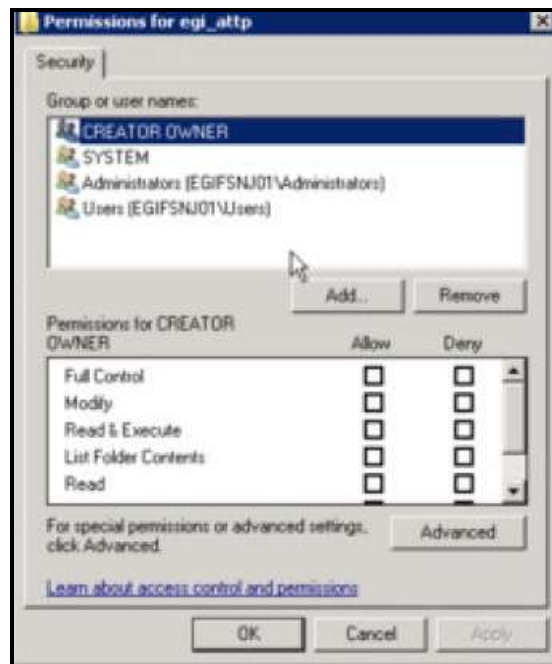 Permissions for egi_attp
Security
Group or user names:
CREATOR OWNER
SYSTEM
Administrators (EGIFSNJ01\Administrators)
Users (EGIFSNJ01\Users)
Add...
Remove
Permissions for CREATOR
OWNER
Allow
Deny
Full Control
Modify
Read & Execute
List Folder Contents
Read
For special permissions or advanced settings,
click Advanced.
Advanced
Learn about access control and permissions
OK
Cancel
Apply